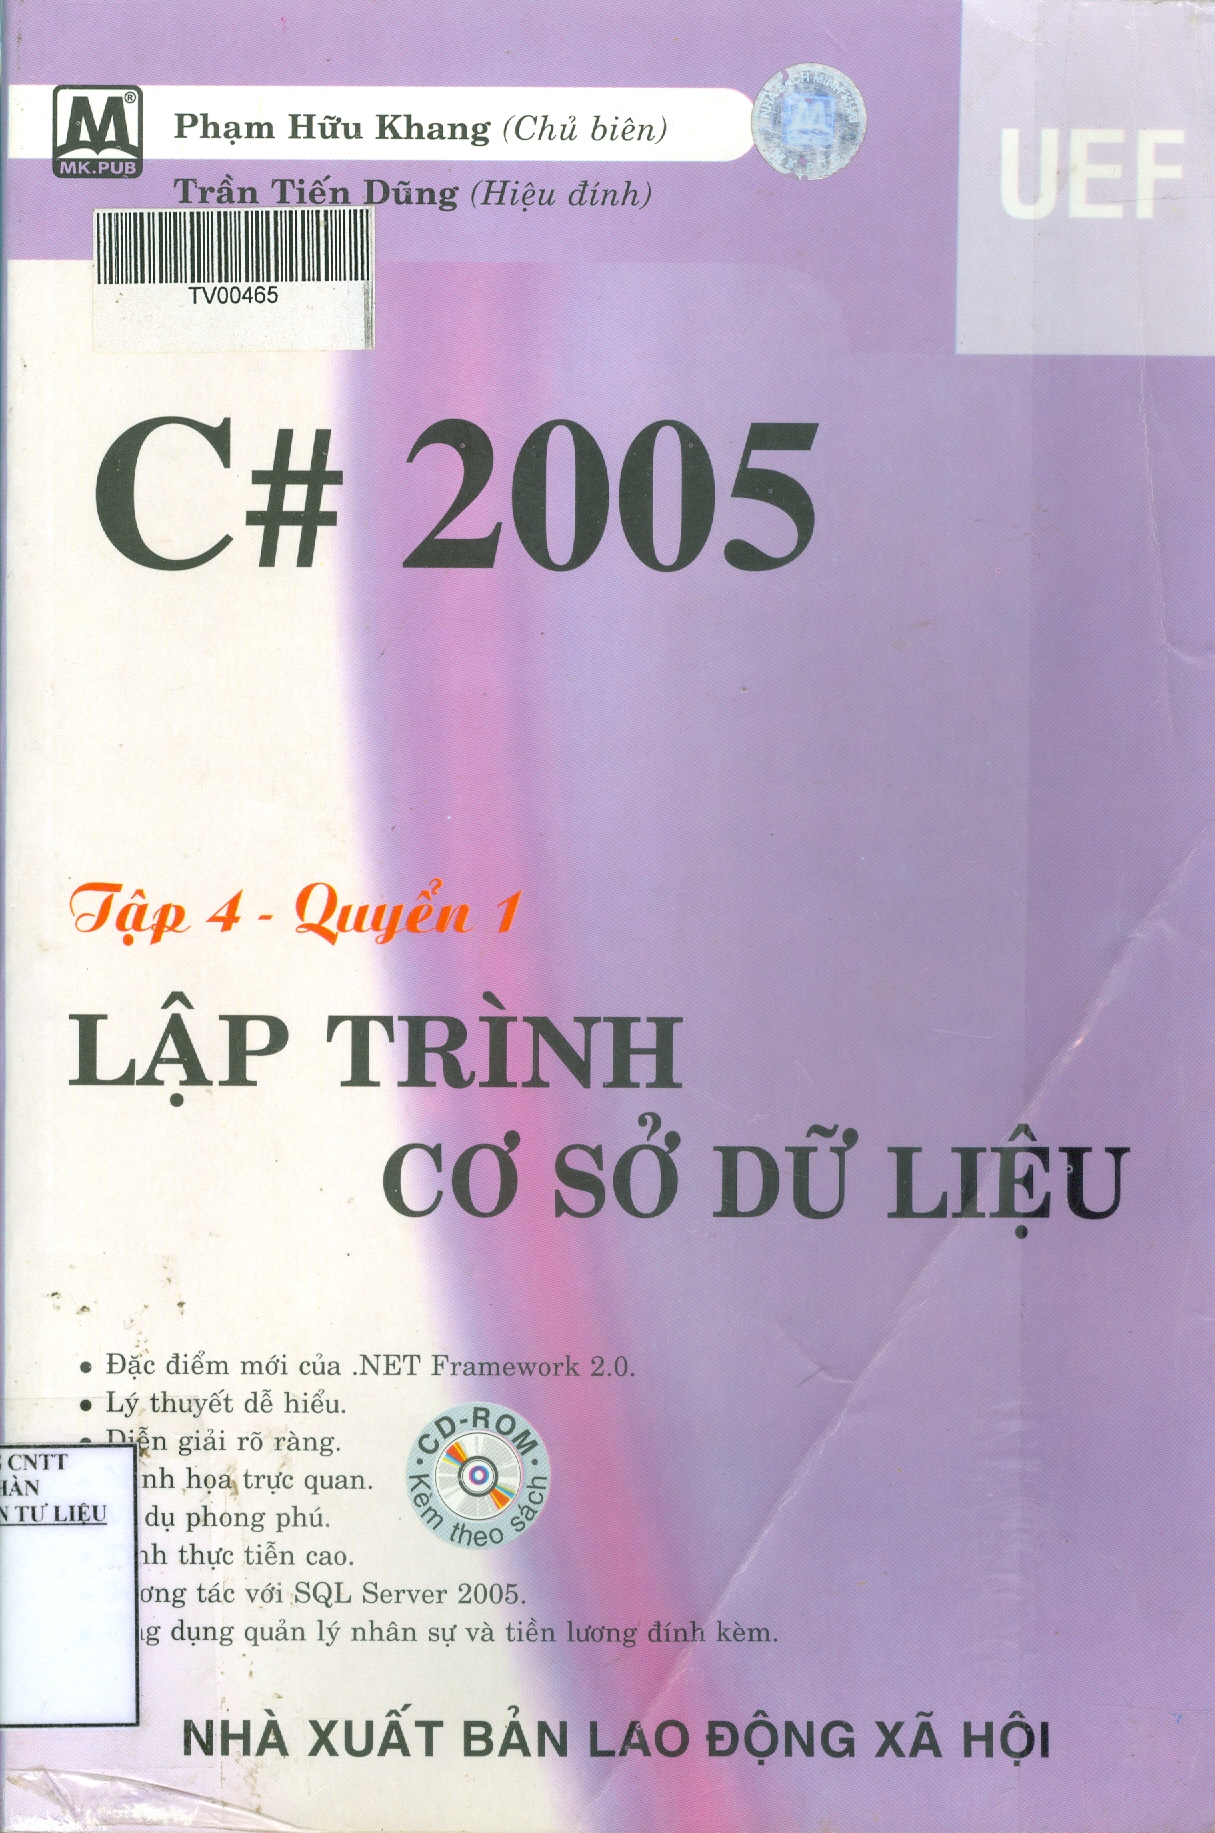 M®
MK.PUB
Phạm Hữu Khang (Chủ biên)
Trần Tiến Dũng (Hiệu đính)
UEF
TV00465
C# 2005
Tập 4 - Quyển 1
LẬP TRÌNH
CƠ SỞ DỮ LIỆU
• Đặc điểm mới của .NET Framework 2.0.
• Lý thuyết dễ hiểu.
• Diễn giải rõ ràng.
họa trực quan.
dụ phong phú.
thực tiễn cao.
tác với SQL Server 2005.
dụng quản lý nhân sự và tiền lương đính kèm.
• CD-ROM •
Kèm theo sách
CNTT
TƯ LIỆU
NHÀ XUẤT BẢN LAO ĐỘNG XÃ HỘI